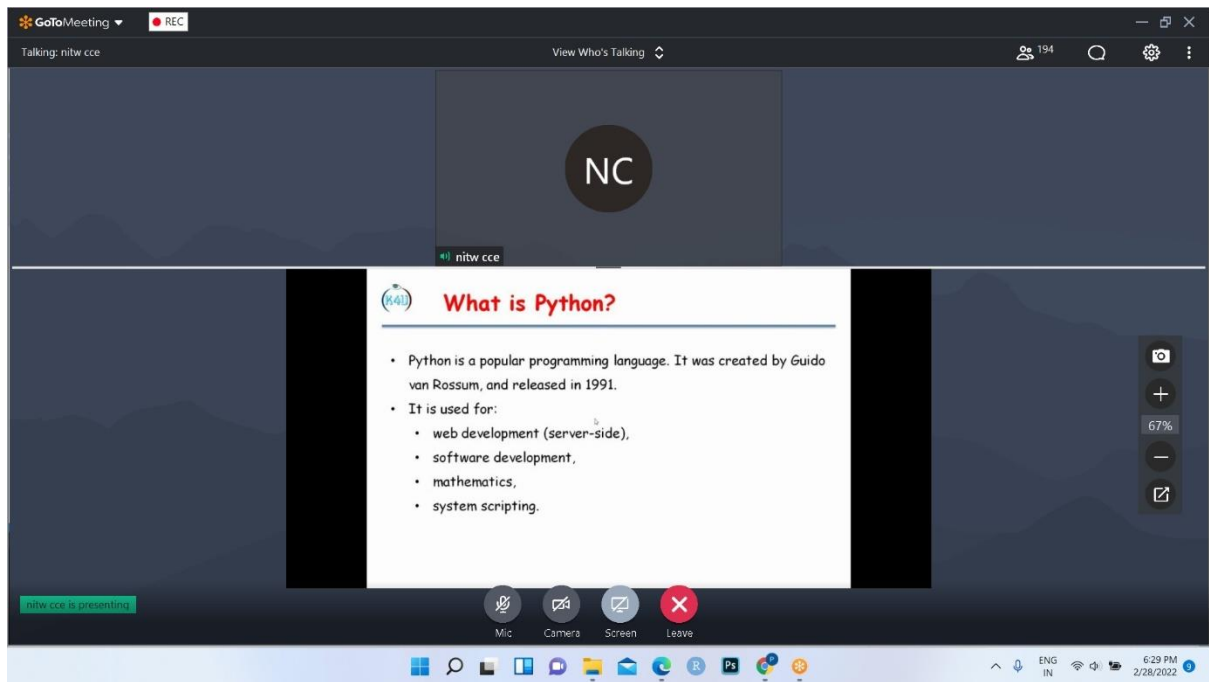 GoToMeeting
REC
Talking: nitw cce
View Who's Talking
194
NC
nitw cce
K4U
What is Python?
• Python is a popular programming language. It was created by Guido
van Rossum, and released in 1991.
• It is used for:
• web development (server-side),
• software development,
• mathematics,
• system scripting.
67%
nitw cce is presenting
Mic Camera Screen Leave
R Ps P
ENG
IN
6:29 PM
2/28/2022
9